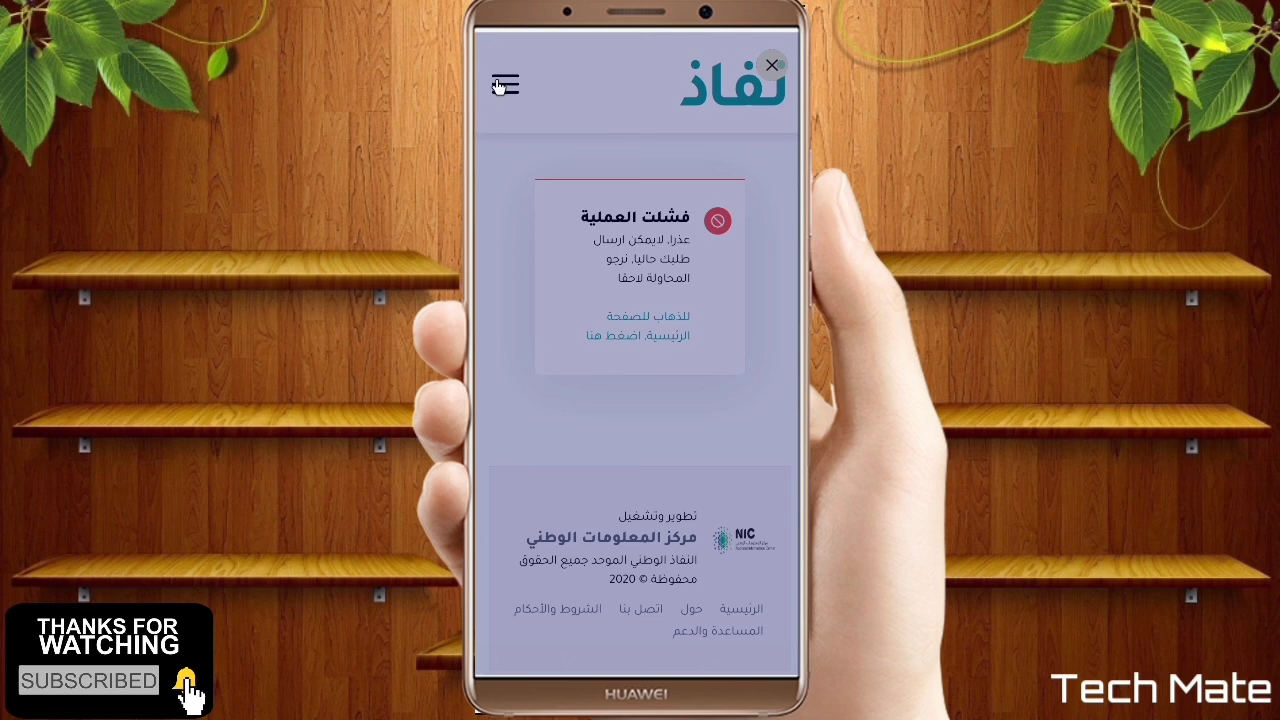 نفاذ
فشلت العملية
عذرا, لايمكن ارسال
طلبك حاليا, نرجو
المحاولة لاحقا
للذهاب للصفحة
الرئيسية, اضغط هنا
تطوير وتشغيل
مركز المعلومات الوطني
النفاذ الوطني الموحد جميع الحقوق
محفوظة © 2020
NIC
الرئيسية حول اتصل بنا الشروط والأحكام
المساعدة والدعم
HUAWEI
THANKS FOR
WATCHING
SUBSCRIBED
Tech Mate